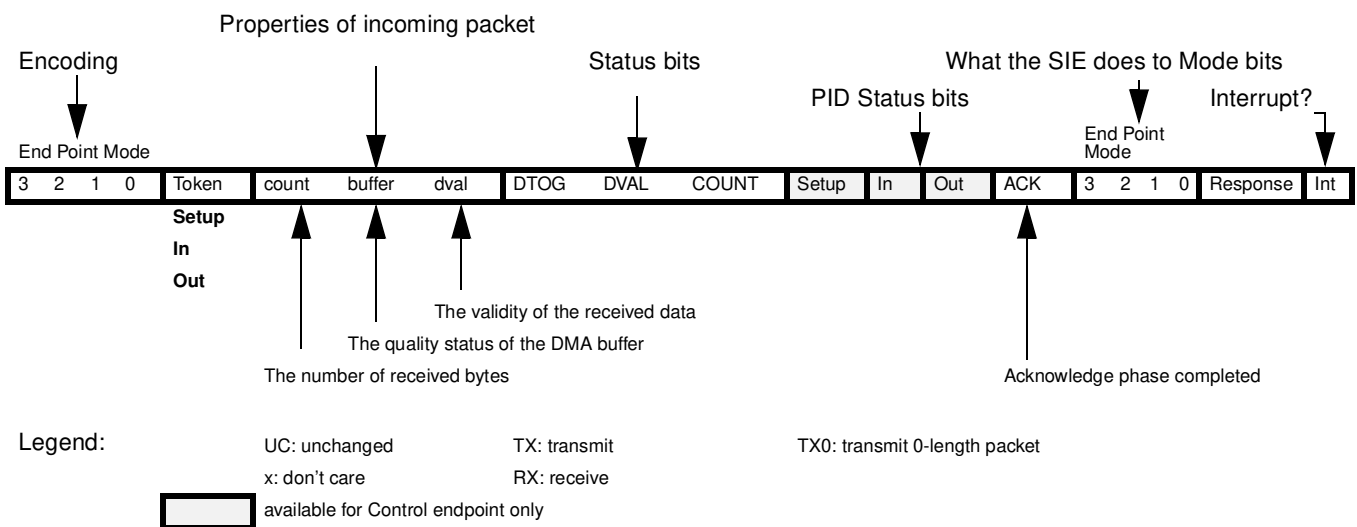 Properties of incoming packet
Encoding
Status bits
What the SIE does to Mode bits
PID Status bits
Interrupt?
End Point Mode
End Point
Mode
3 2 1 0 Token count buffer dval DTOG DVAL COUNT Setup In Out ACK 3 2 1 0 Response Int
Setup
In
Out
The validity of the received data
The quality status of the DMA buffer
The number of received bytes
Acknowledge phase completed
Legend:
UC: unchanged
TX: transmit
TX0: transmit 0-length packet
x: don't care
RX: receive
available for Control endpoint only